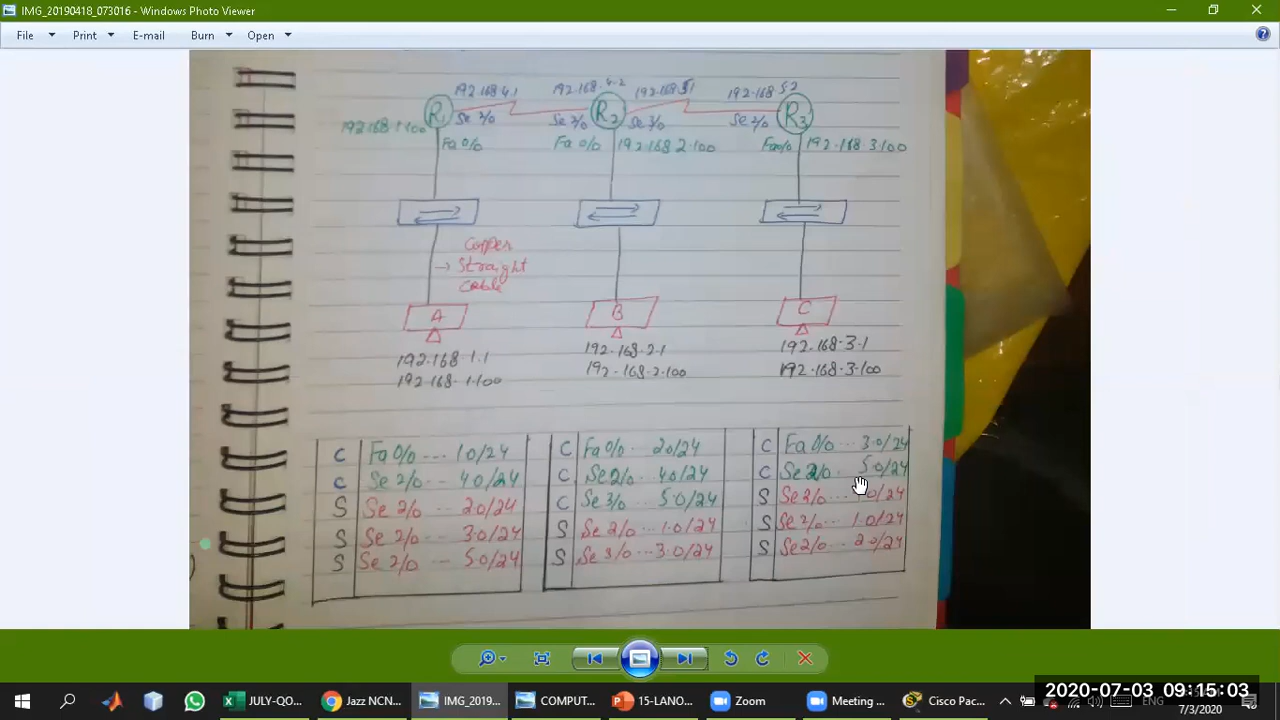 IMG_20190418_073016 - Windows Photo Viewer
File Print E-mail Burn Open
192.168.4.1 192.168.4.2 192.168.5.1 192.168.5.2
R1 R2 R3
Se 2/0 Se 2/0 Se 3/0 Se 2/0
192.168.1.100
Fa 0/0 Fa 0/0 192.168.2.100 Fa 0/0 192.168.3.100
Copper
→ Straight
Cable
A B C
192.168.1.1 192.168.2.1 192.168.3.1
192.168.1.100 192.168.2.100 192.168.3.100
C Fa 0/0 ... 1.0/24
C Se 2/0 ... 4.0/24
S Se 2/0 ... 2.0/24
S Se 2/0 ... 3.0/24
S Se 2/0 ... 5.0/24
C Fa 0/0 ... 2.0/24
C Se 2/0 ... 4.0/24
C Se 3/0 ... 5.0/24
S Se 2/0 ... 1.0/24
S Se 3/0 ... 3.0/24
C Fa 0/0 ... 3.0/24
C Se 2/0 ... 5.0/24
S Se 2/0 ... .0/24
S Se 2/0 ... 1.0/24
S Se 2/0 ... 2.0/24
JULY-QO... Jazz NCN... IMG_2019... COMPUT... 15-LANO... Zoom Meeting ... Cisco Pac... ENG
2020-07-03 09:15:03
7/3/2020